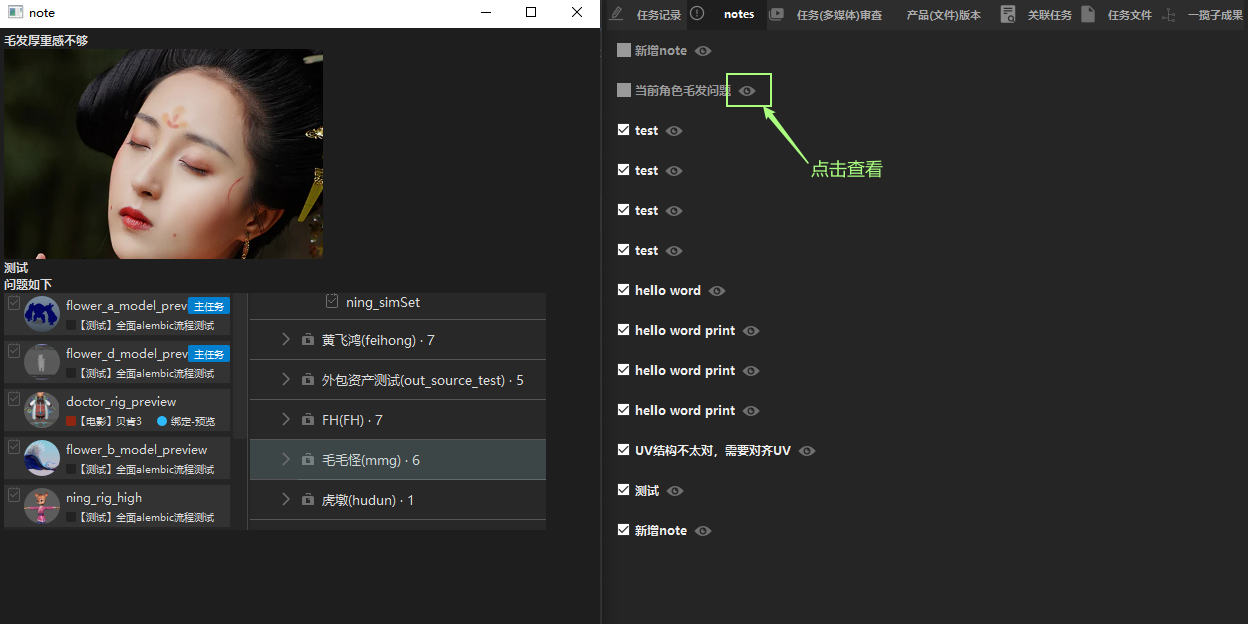 note
毛发厚重感不够
测试
问题如下
flower_a_model_prev 主任务
【测试】全面alembic流程测试
flower_d_model_prev 主任务
【测试】全面alembic流程测试
doctor_rig_preview
【电影】贝肯3 绑定-预览
flower_b_model_preview
【测试】全面alembic流程测试
ning_rig_high
【测试】全面alembic流程测试
ning_simSet
黄飞鸿(feihong) · 7
外包资产测试(out_source_test) · 5
FH(FH) · 7
毛毛怪(mmg) · 6
虎墩(hudun) · 1
任务记录 notes 任务(多媒体)审查 产品(文件)版本 关联任务 任务文件 一揽子成果
新增note
当前角色毛发问题
点击查看
test
test
test
test
hello word
hello word print
hello word print
hello word print
UV结构不太对，需要对齐UV
测试
新增note